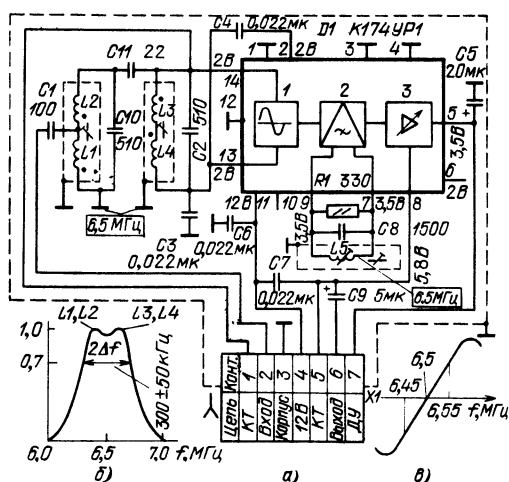 C4 0,022мк
D1 К174УР1
C11 22
2В
1
2
2В
3
4
C5
20мк
14
C1
100
L2
L1
C10
510
L3
L4
510
C2
12
1
2
3
5
+
3,5В
13
2В
R1 330
6
2В
6,5МГц
12В
11
10
9
7
3,5В
8
C3
0,022мк
C6
0,022мк
3,5В
C8
1500
L5
5,8В
C7
0,022мк
+
C9
5мк
6.5МГц
L1,L2
L3,L4
1,0
0,7
2Δf
300±50кГц
6,0
6,5
7,0
f,МГц
б)
Цепь
Конт.
КТ
1
Вход
2
Корпус
3
12В
4
КТ
5
Выход
6
ДУ
7
X1
а)
6,45
6,5
6,55
f,МГц
в)